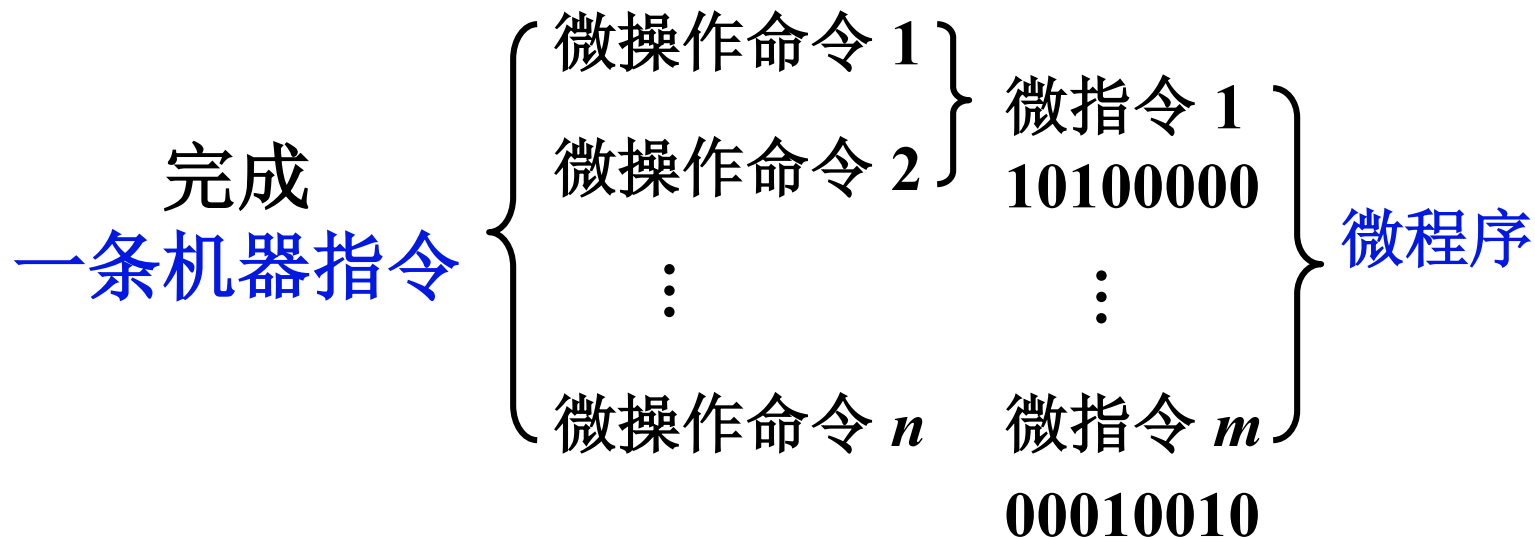 完成
一条机器指令
微操作命令 1
微操作命令 2
⋮
微操作命令 n
微指令 1
10100000
⋮
微指令 m
00010010
微程序